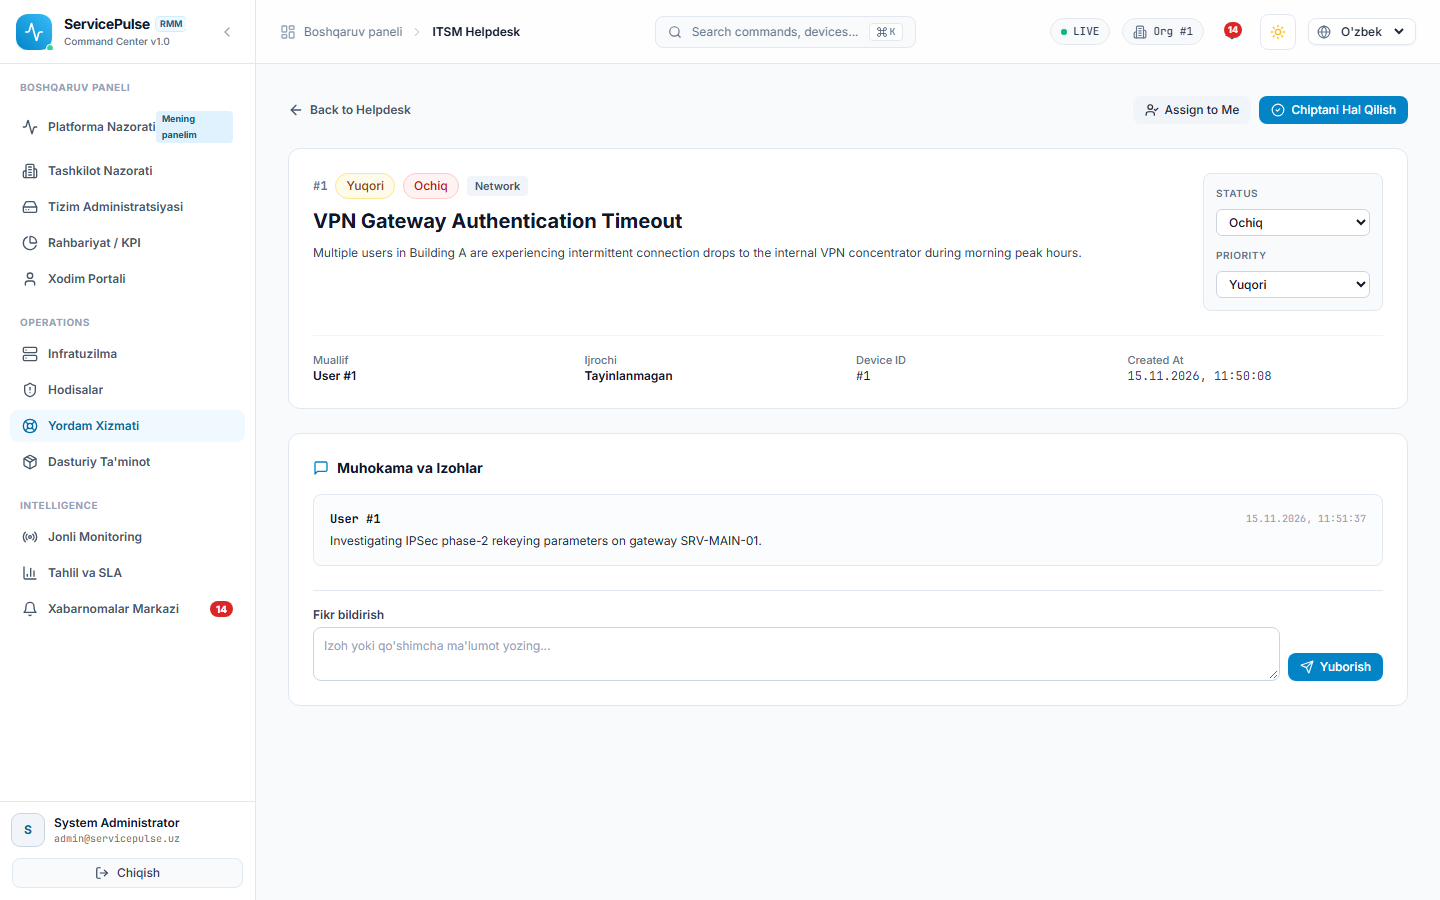 ServicePulse RMM
Command Center v1.0
BOSHQARUV PANELI
Platforma Nazorati
Mening
panelim
Tashkilot Nazorati
Tizim Administratsiyasi
Rahbariyat / KPI
Xodim Portali
OPERATIONS
Infratuzilma
Hodisalar
Yordam Xizmati
Dasturiy Ta'minot
INTELLIGENCE
Jonli Monitoring
Tahlil va SLA
Xabarnomalar Markazi 14
S
System Administrator
admin@servicepulse.uz
Chiqish
Boshqaruv paneli ITSM Helpdesk
Search commands, devices... ⌘K
LIVE
Org #1
14
O'zbek
Back to Helpdesk
Assign to Me
Chiptani Hal Qilish
#1 Yuqori Ochiq Network
VPN Gateway Authentication Timeout
Multiple users in Building A are experiencing intermittent connection drops to the internal VPN concentrator during morning peak hours.
STATUS
Ochiq
PRIORITY
Yuqori
Muallif
User #1
Ijrochi
Tayinlanmagan
Device ID
#1
Created At
15.11.2026, 11:50:08
Muhokama va Izohlar
User #1 15.11.2026, 11:51:37
Investigating IPSec phase-2 rekeying parameters on gateway SRV-MAIN-01.
Fikr bildirish
Izoh yoki qo'shimcha ma'lumot yozing...
Yuborish